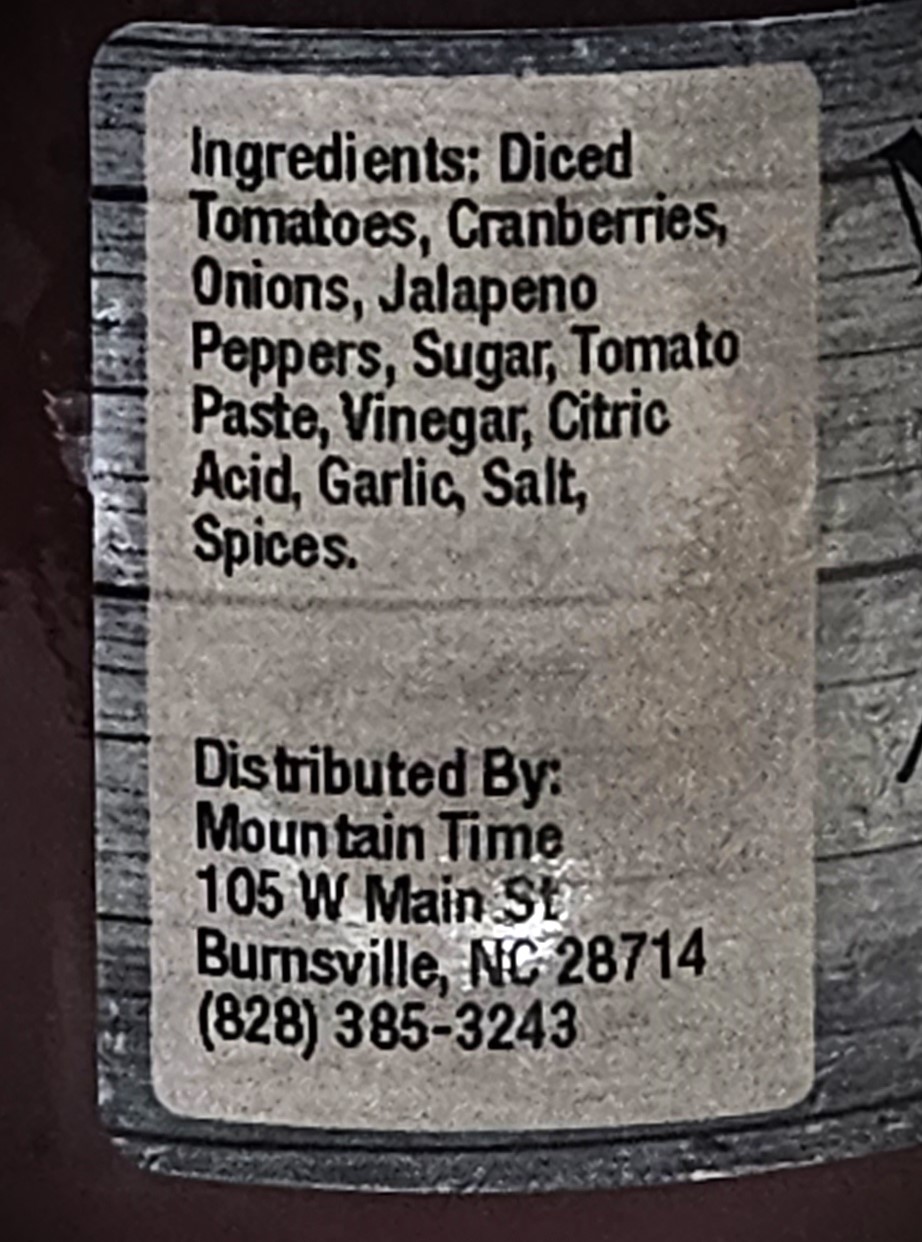 Ingredients: Diced
Tomatoes, Cranberries,
Onions, Jalapeno
Peppers, Sugar, Tomato
Paste, Vinegar, Citric
Acid, Garlic, Salt,
Spices.
Distributed By:
Mountain Time
105 W Main St
Burnsville, NC 28714
(828) 385-3243